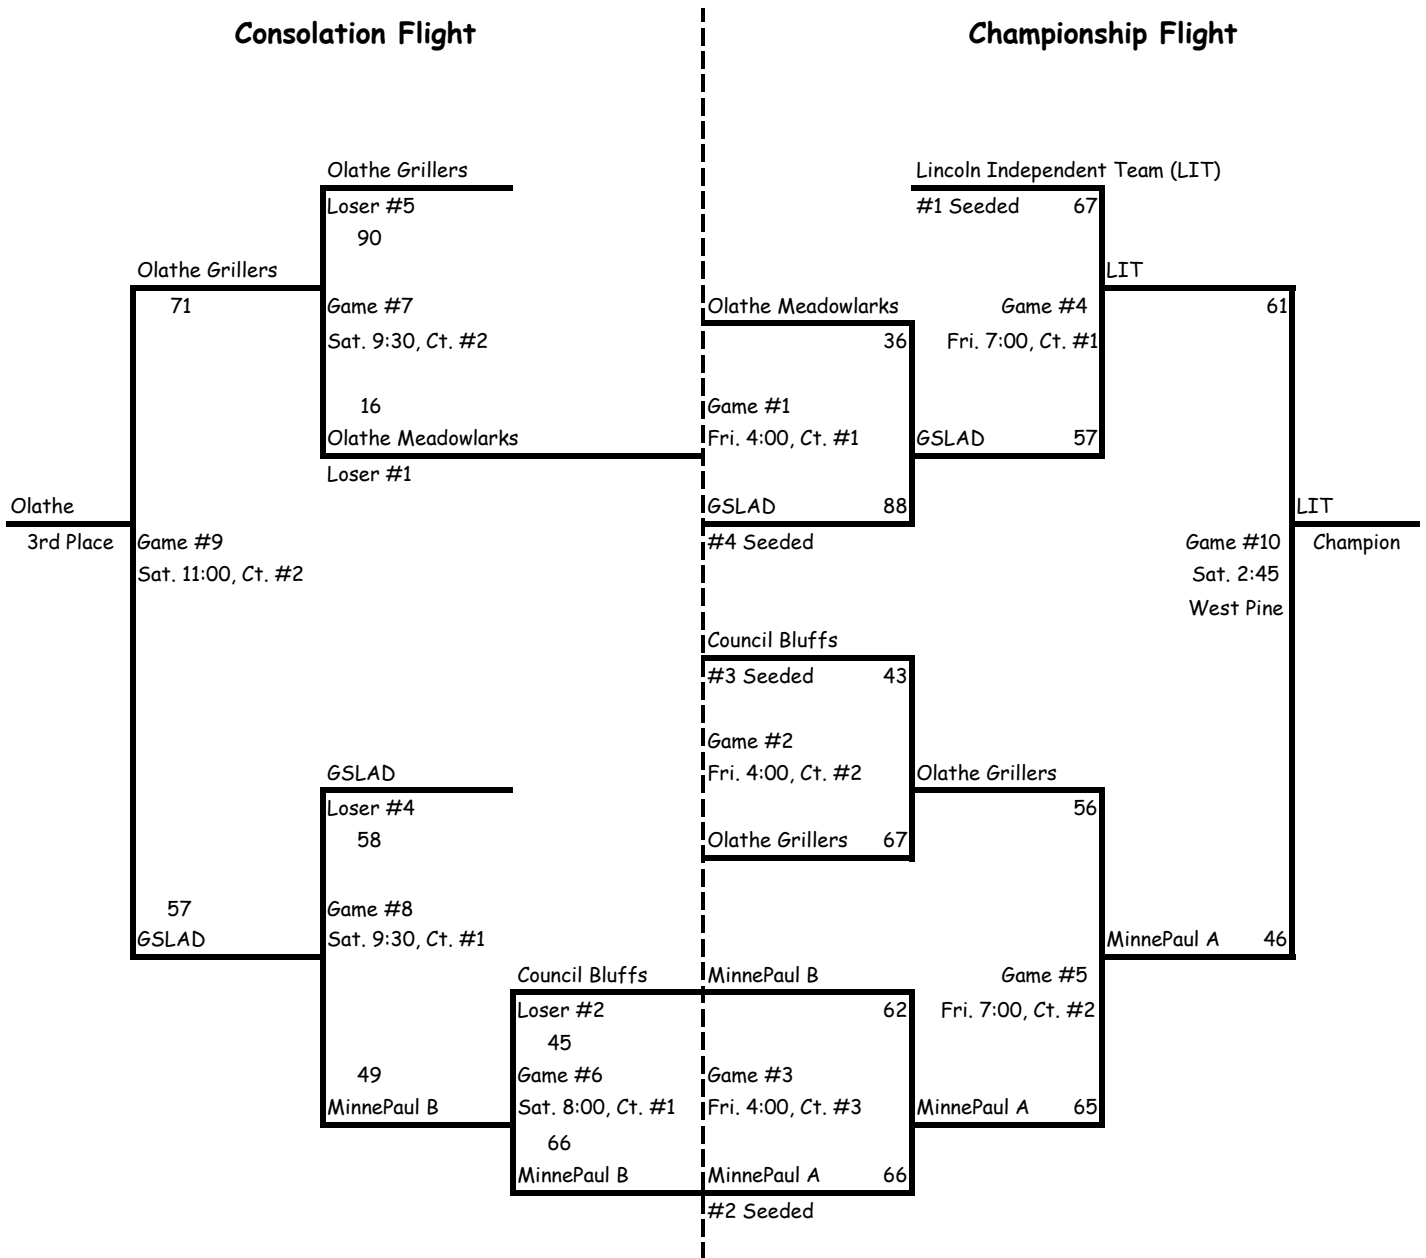 Consolation Flight
Championship Flight
Olathe Grillers
Loser #5
90
Olathe Grillers
71
Game #7
Sat. 9:30, Ct. #2
16
Olathe Meadowlarks
Loser #1
Olathe
3rd Place
Game #9
Sat. 11:00, Ct. #2
GSLAD
Loser #4
58
57
GSLAD
Game #8
Sat. 9:30, Ct. #1
49
MinnePaul B
Council Bluffs
Loser #2
45
Game #6
Sat. 8:00, Ct. #1
66
MinnePaul B
Lincoln Independent Team (LIT)
#1 Seeded 67
LIT
61
Olathe Meadowlarks
36
Game #4
Fri. 7:00, Ct. #1
Game #1
Fri. 4:00, Ct. #1
GSLAD 57
GSLAD 88
#4 Seeded
LIT
Champion
Game #10
Sat. 2:45
West Pine
Council Bluffs
#3 Seeded 43
Game #2
Fri. 4:00, Ct. #2
Olathe Grillers
56
Olathe Grillers 67
MinnePaul A 46
MinnePaul B
62
Game #5
Fri. 7:00, Ct. #2
Game #3
Fri. 4:00, Ct. #3
MinnePaul A 65
MinnePaul A 66
#2 Seeded